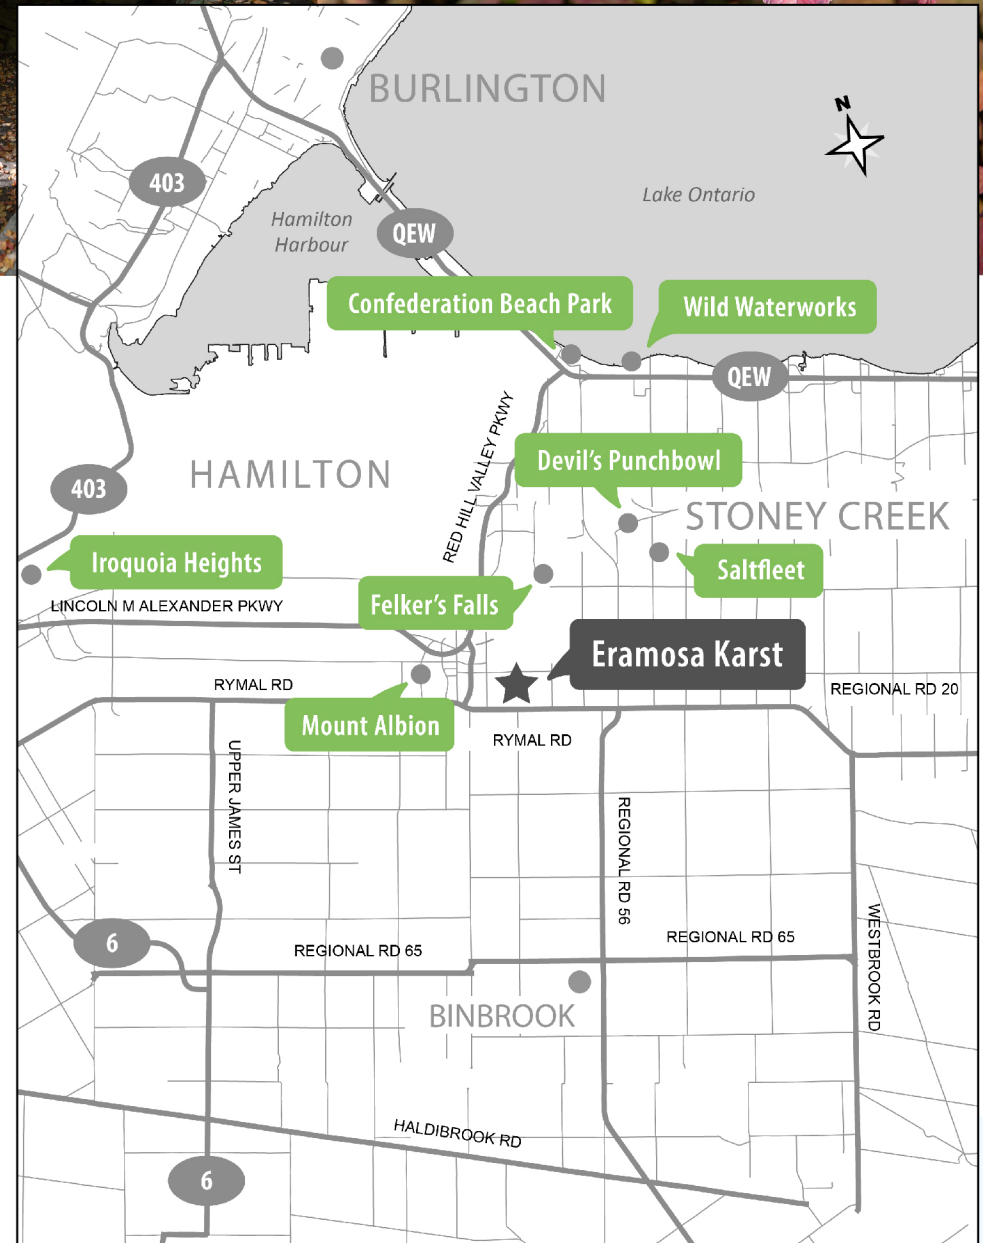 BURLINGTON
N
403
Lake Ontario
Hamilton
Harbour
QEW
Confederation Beach Park
Wild Waterworks
QEW
RED HILL VALLEY PKWY
Devil's Punchbowl
HAMILTON
403
STONEY CREEK
Iroquoia Heights
Saltfleet
Felker's Falls
LINCOLN M ALEXANDER PKWY
Eramosa Karst
RYMAL RD
REGIONAL RD 20
Mount Albion
RYMAL RD
UPPER JAMES ST
REGIONAL RD 56
WESTBROOK RD
6
REGIONAL RD 65
REGIONAL RD 65
BINBROOK
HALDIBROOK RD
6